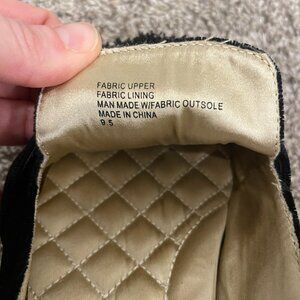 FABRIC UPPER
FABRIC LINING
MAN MADE W/FABRIC OUTSOLE
MADE IN CHINA
9.5